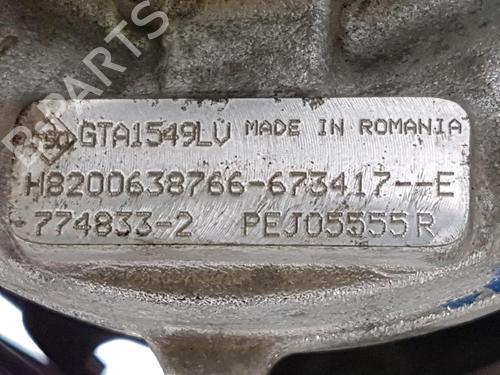 GTA1549LV MADE IN ROMANIA
H8200638766-673417--E
774833-2 PEJ05555R
B-PARTS